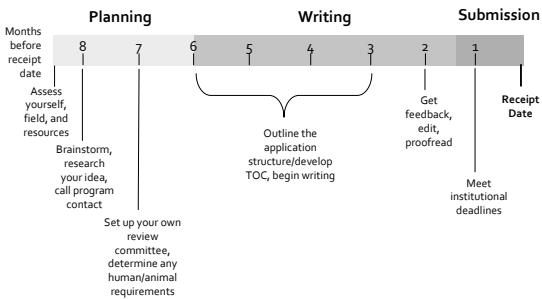 Planning
Writing
Submission
Months
before
receipt
date
8
7
6
5
4
3
2
1
Assess
yourself,
field, and
resources
Brainstorm,
research
your idea,
call program
contact
Set up your own
review
committee,
determine any
human/animal
requirements
Outline the
application
structure/develop
TOC, begin writing
Get
feedback,
edit,
proofread
Meet
institutional
deadlines
Receipt
Date